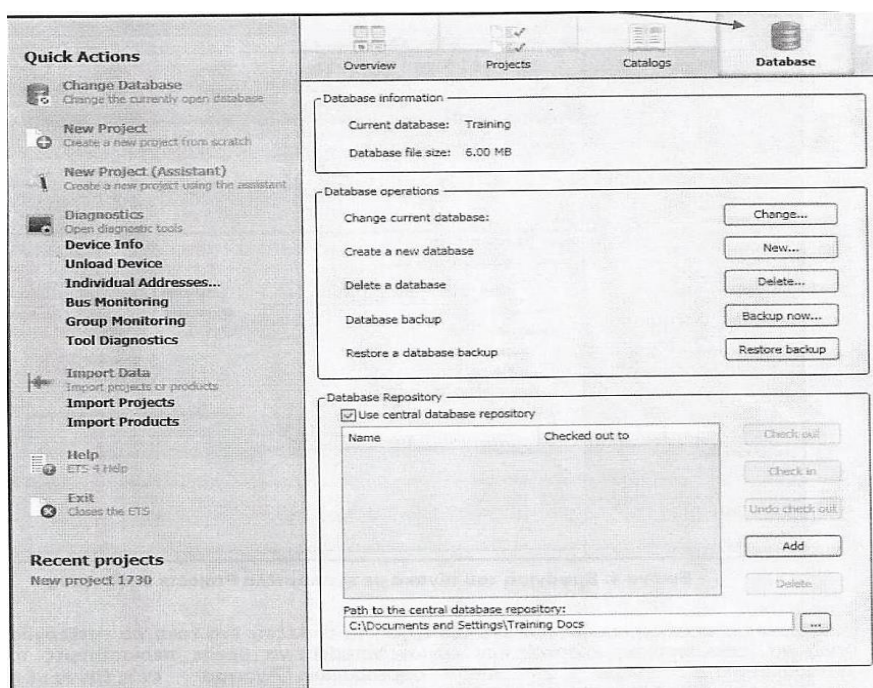 Quick Actions
Change Database
Change the currently open database
New Project
Create a new project from scratch
New Project (Assistant)
Create a new project using the assistant
Diagnostics
Open diagnostic tools
Device Info
Unload Device
Individual Addresses...
Bus Monitoring
Group Monitoring
Tool Diagnostics
Import Data
Import projects or products
Import Projects
Import Products
Help
ETS 4 Help
Exit
Closes the ETS
Recent projects
New project 1730
Overview
Projects
Catalogs
Database
Database information
Current database: Training
Database file size: 6.00 MB
Database operations
Change current database:
Change...
Create a new database
New...
Delete a database
Delete...
Database backup
Backup now...
Restore a database backup
Restore backup
Database Repository
Use central database repository
Name
Checked out to
Check out
Check in
Undo check out
Add
Delete
Path to the central database repository:
C:\Documents and Settings\Training Docs
...